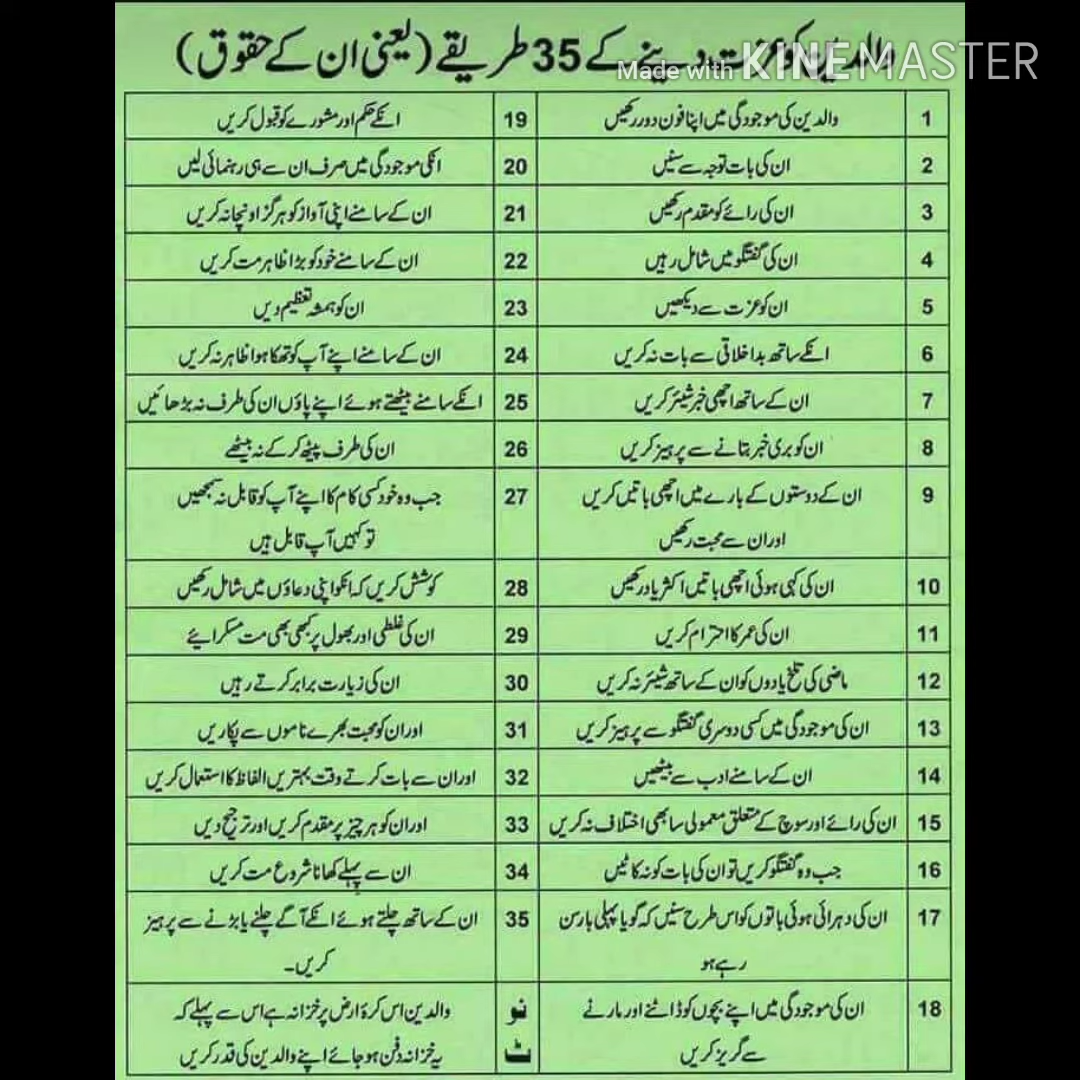 والدین کو عزت دینے کے 35 طریقے (یعنی ان کے حقوق)
Made with KINEMASTER
1 والدین کی موجودگی میں اپنا فون دور رکھیں
2 ان کی بات توجہ سے سنیں
3 ان کی رائے کو مقدم رکھیں
4 ان کی گفتگو میں شامل رہیں
5 ان کو عزت سے دیکھیں
6 انکے ساتھ بداخلاقی سے بات نہ کریں
7 ان کے ساتھ اچھی خبر شیئر کریں
8 ان کو بری خبر بتانے سے پرہیز کریں
9 ان کے دوستوں کے بارے میں اچھی باتیں کریں
اور ان سے محبت رکھیں
10 ان کی کہی ہوئی اچھی باتیں اکثر یاد رکھیں
11 ان کی عمر کا احترام کریں
12 ماضی کی تلخ یادوں کو ان کے ساتھ شیئر نہ کریں
13 ان کی موجودگی میں کسی دوسری گفتگو سے پرہیز کریں
14 ان کے سامنے ادب سے بیٹھیں
15 ان کی رائے اور سوچ کے متعلق معمولی سا بھی اختلاف نہ کریں
16 جب وہ گفتگو کریں تو ان کی بات کو نہ کاٹیں
17 ان کی دہرائی ہوئی باتوں کو اس طرح سنیں کہ گویا پہلی بار سن
رہے ہو
18 ان کی موجودگی میں اپنے بچوں کو ڈانٹنے اور مارنے
سے گریز کریں
19 انکے حکم اور مشورے کو قبول کریں
20 انکی موجودگی میں صرف ان سے ہی رہنمائی لیں
21 ان کے سامنے اپنی آواز کو ہرگز اونچا نہ کریں
22 ان کے سامنے خود کو بڑا ظاہر مت کریں
23 ان کو ہمشہ تعظیم دیں
24 ان کے سامنے اپنے آپ کو تھکا ہوا ظاہر نہ کریں
25 انکے سامنے بیٹھتے ہوئے اپنے پاؤں ان کی طرف نہ بڑھائیں
26 ان کی طرف پیٹھ کر کے نہ بیٹھے
27 جب وہ خود کسی کام کا اپنے آپ کو قابل نہ سمجھیں
تو کہیں آپ قابل ہیں
28 کوشش کریں کہ انکو اپنی دعاؤں میں شامل رکھیں
29 ان کی غلطی اور بھول پر کبھی بھی مت مسکرائیے
30 ان کی زیارت برابر کرتے رہیں
31 اور ان کو محبت بھرے ناموں سے پکاریں
32 اور ان سے بات کرتے وقت بہتریں الفاظ کا استعمال کریں
33 اور ان کو ہر چیز پر مقدم کریں اور ترجیح دیں
34 ان سے پہلے کھانا شروع مت کریں
35 ان کے ساتھ چلتے ہوئے انکے آگے چلنے یا بڑنے سے پرہیز
کریں۔
نوٹ والدین اس کرۂ ارض پر خزانہ ہے اس سے پہلے کہ
یہ خزانہ دفن ہو جائے اپنے والدین کی قدر کریں